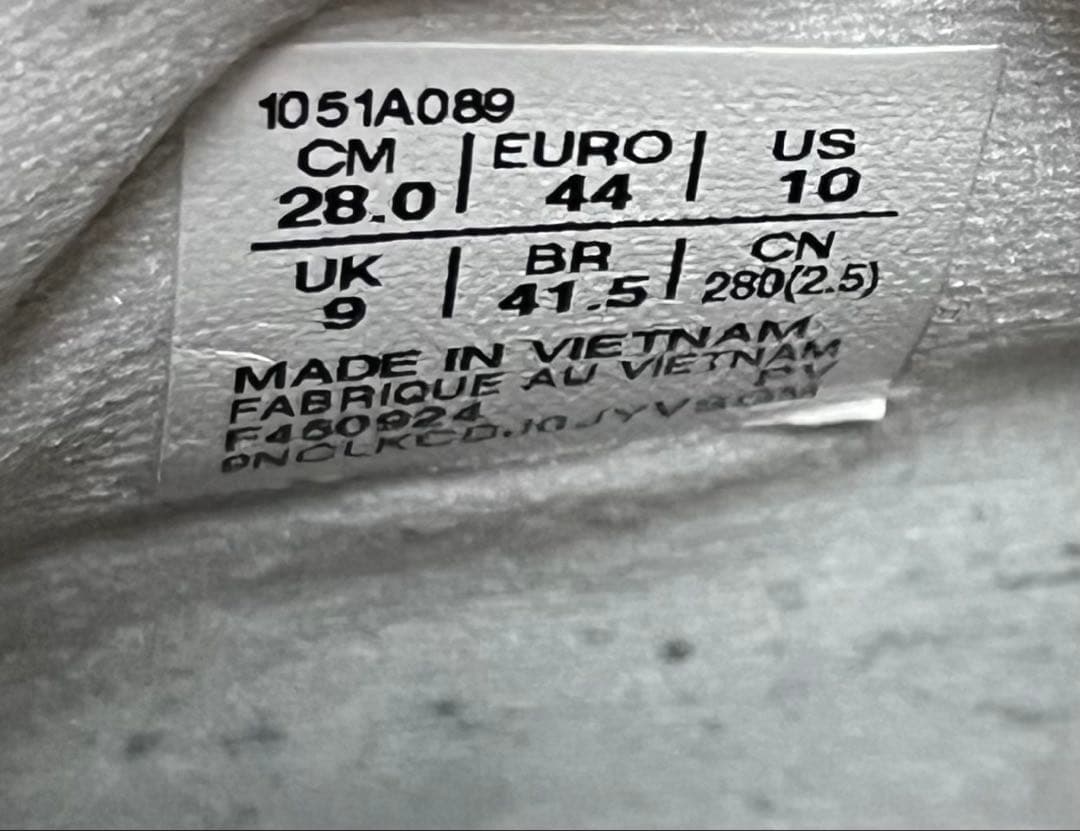 1051A089
CM | EURO | US
28.0 44 10
UK | BR | CN
9 41.5 280(2.5)
MADE IN VIETNAM
FABRIQUE AU VIETNAM